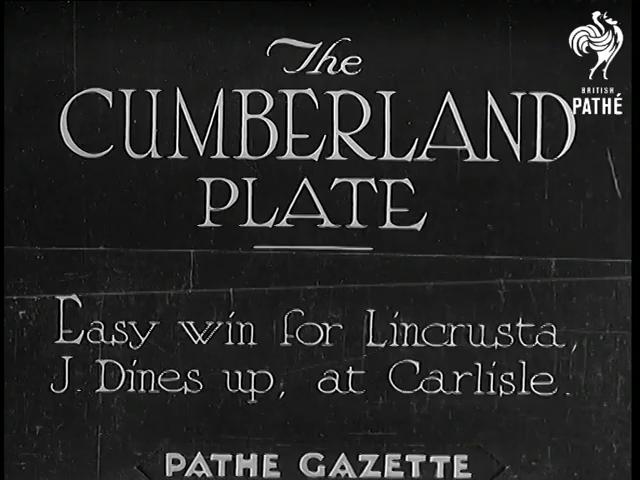 The
CUMBERLAND
PLATE
Easy win for Lincrusta,
J. Dines up, at Carlisle.
PATHE GAZETTE
BRITISH
PATHÉ